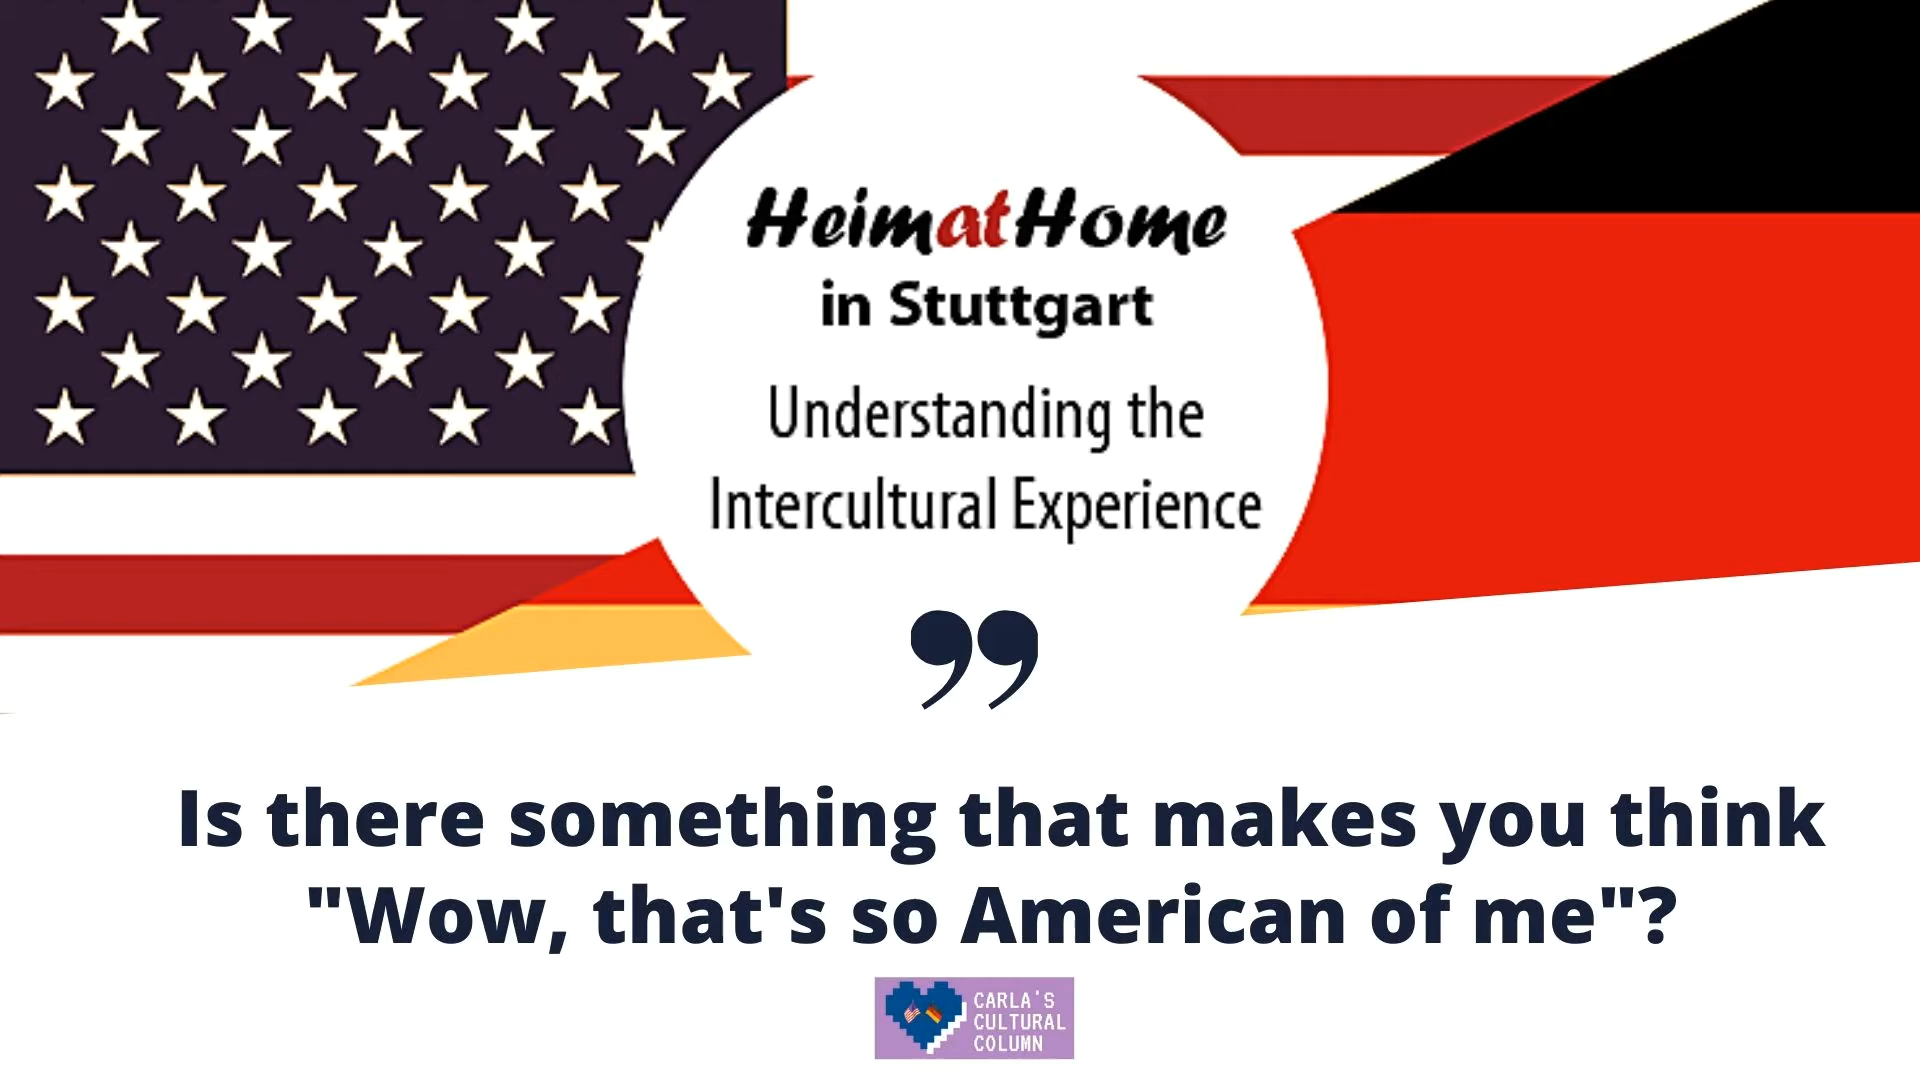 HeimatHome
in Stuttgart
Understanding the
Intercultural Experience
”
Is there something that makes you think
"Wow, that's so American of me"?
CARLA'S
CULTURAL
COLUMN